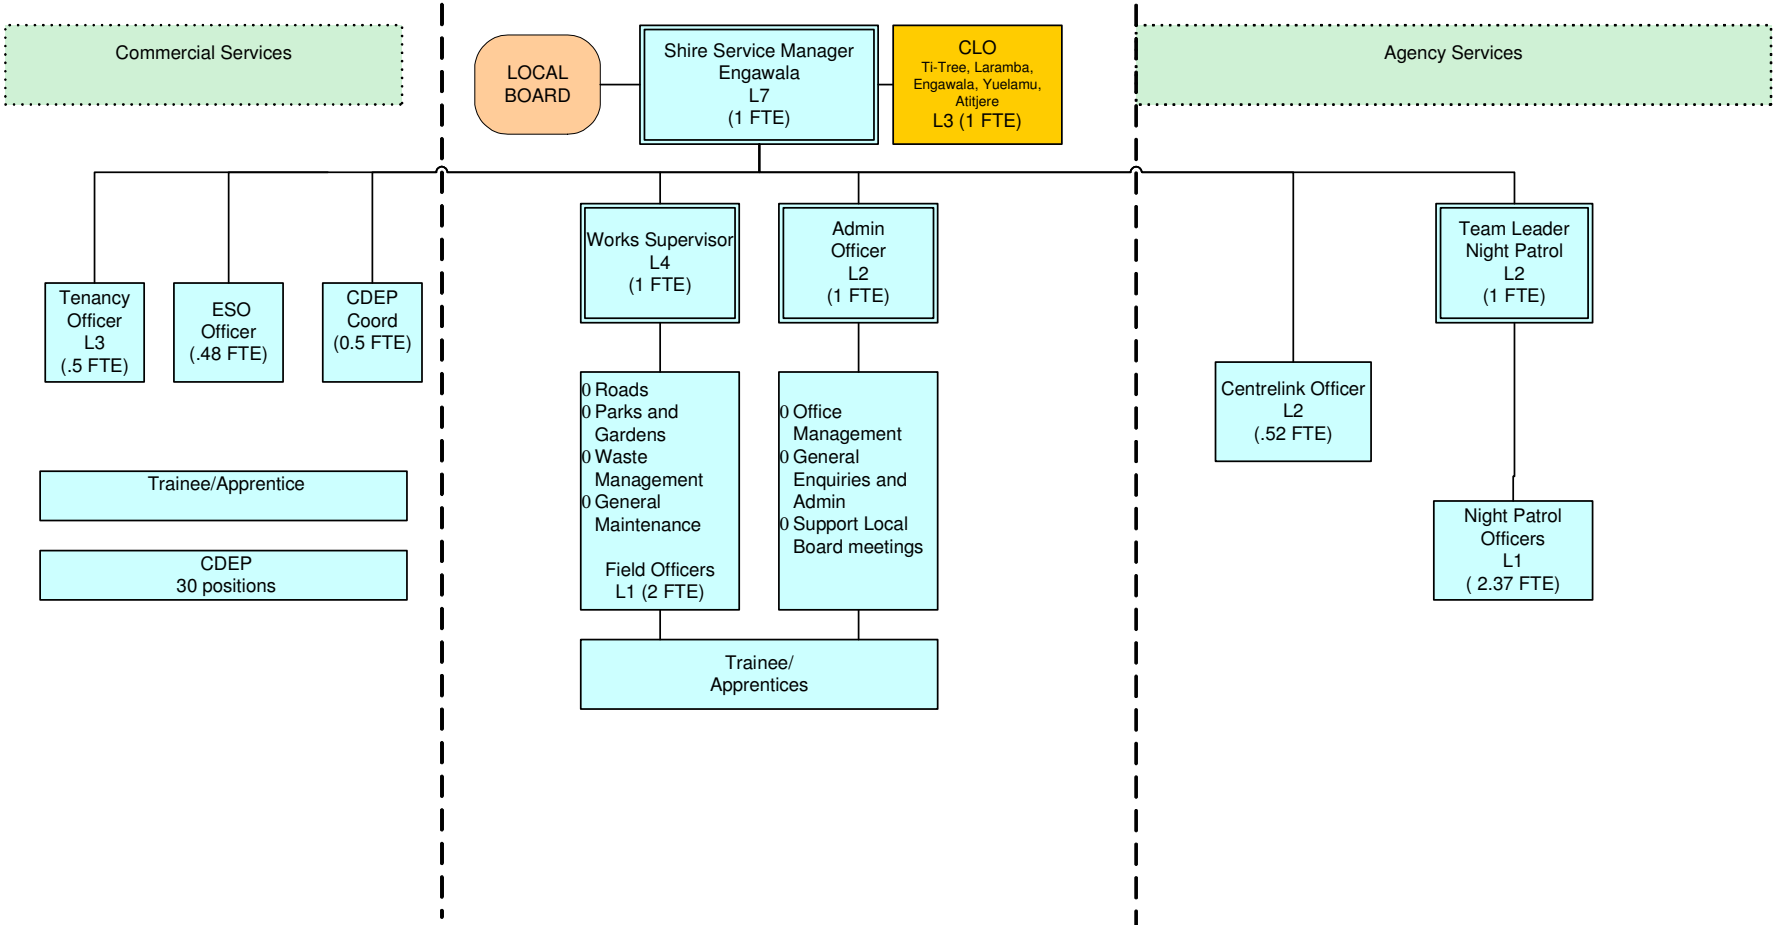 Commercial Services
LOCAL
BOARD
Shire Service Manager
Engawala
L7
(1 FTE)
CLO
Ti-Tree, Laramba,
Engawala, Yuelamu,
Atitjere
L3 (1 FTE)
Agency Services
Tenancy
Officer
L3
(.5 FTE)
ESO
Officer
(.48 FTE)
CDEP
Coord
(0.5 FTE)
Works Supervisor
L4
(1 FTE)
Admin
Officer
L2
(1 FTE)
Team Leader
Night Patrol
L2
(1 FTE)
Centrelink Officer
L2
(.52 FTE)
0 Roads
0 Parks and
Gardens
0 Waste
Management
0 General
Maintenance
Field Officers
L1 (2 FTE)
0 Office
Management
0 General
Enquiries and
Admin
0 Support Local
Board meetings
Trainee/Apprentice
CDEP
30 positions
Night Patrol
Officers
L1
( 2.37 FTE)
Trainee/
Apprentices